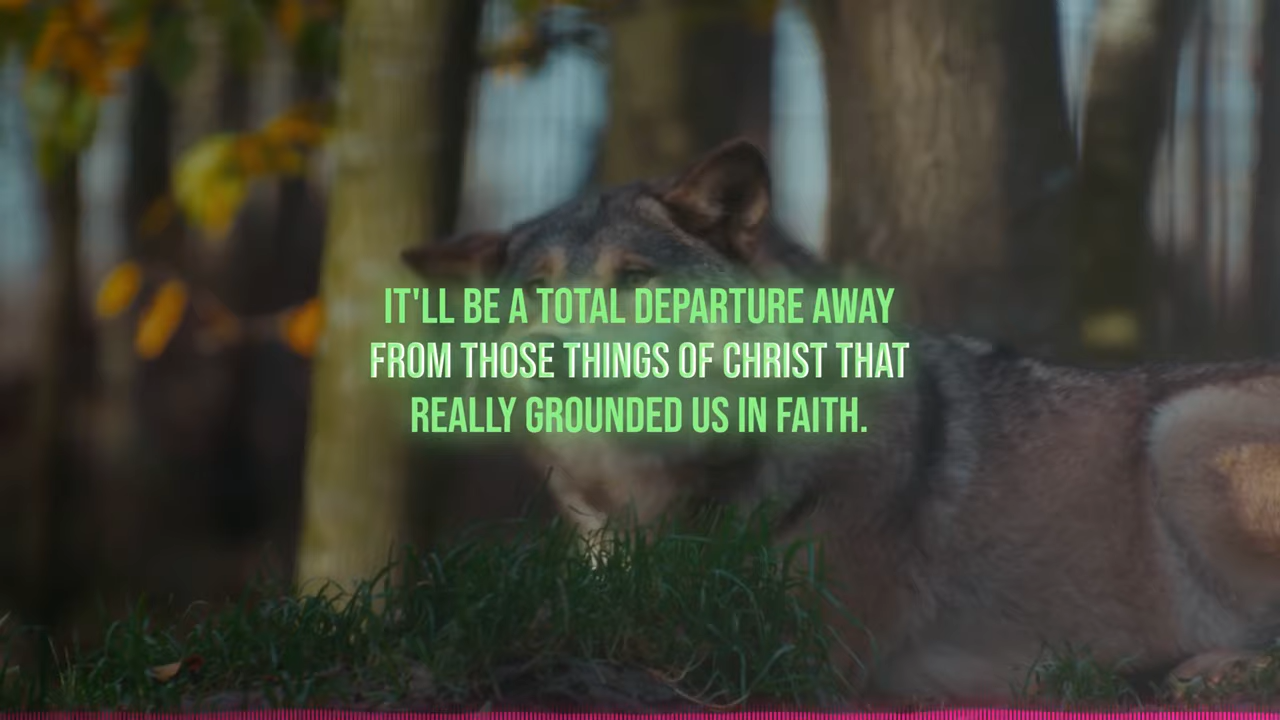 IT'LL BE A TOTAL DEPARTURE AWAY
FROM THOSE THINGS OF CHRIST THAT
REALLY GROUNDED US IN FAITH.